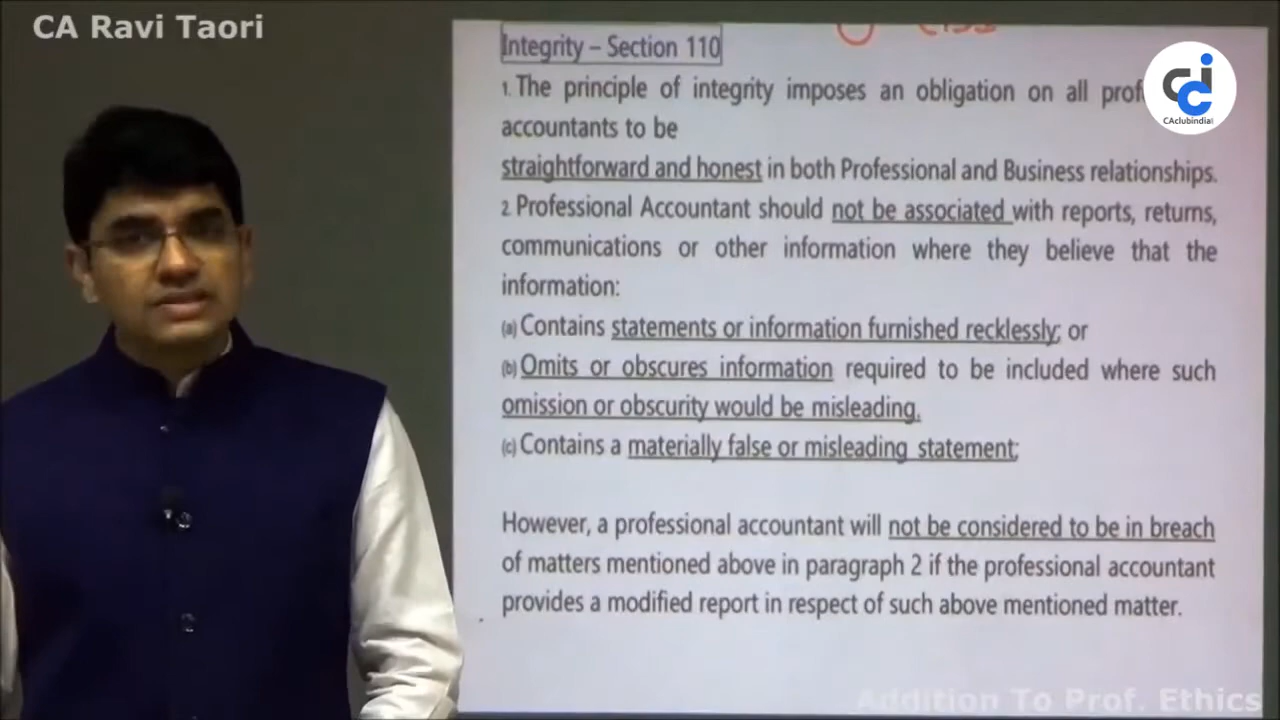 CA Ravi Taori
Integrity – Section 110
1. The principle of integrity imposes an obligation on all
accountants to be
straightforward and honest in both Professional and Business relationships.
2. Professional Accountant should not be associated with reports, returns,
communications or other information where they believe that the
information:
(a) Contains statements or information furnished recklessly; or
(b) Omits or obscures information required to be included where such
omission or obscurity would be misleading.
(c) Contains a materially false or misleading statement;
However, a professional accountant will not be considered to be in breach
of matters mentioned above in paragraph 2 if the professional accountant
provides a modified report in respect of such above mentioned matter.
CAclubindia
Addition To Prof. Ethics